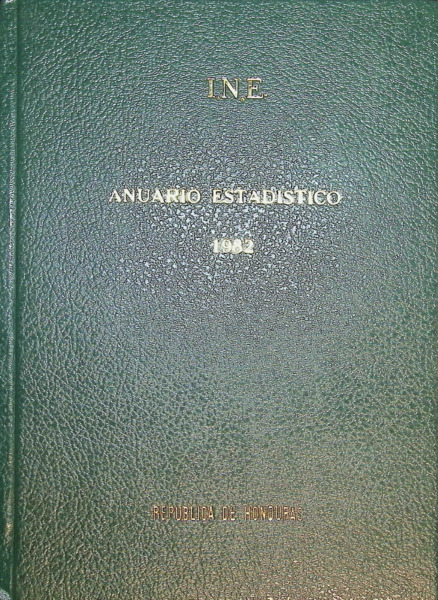 I.N.E.
ANUARIO ESTADISTICO
1982
REPUBLICA DE HONDURAS